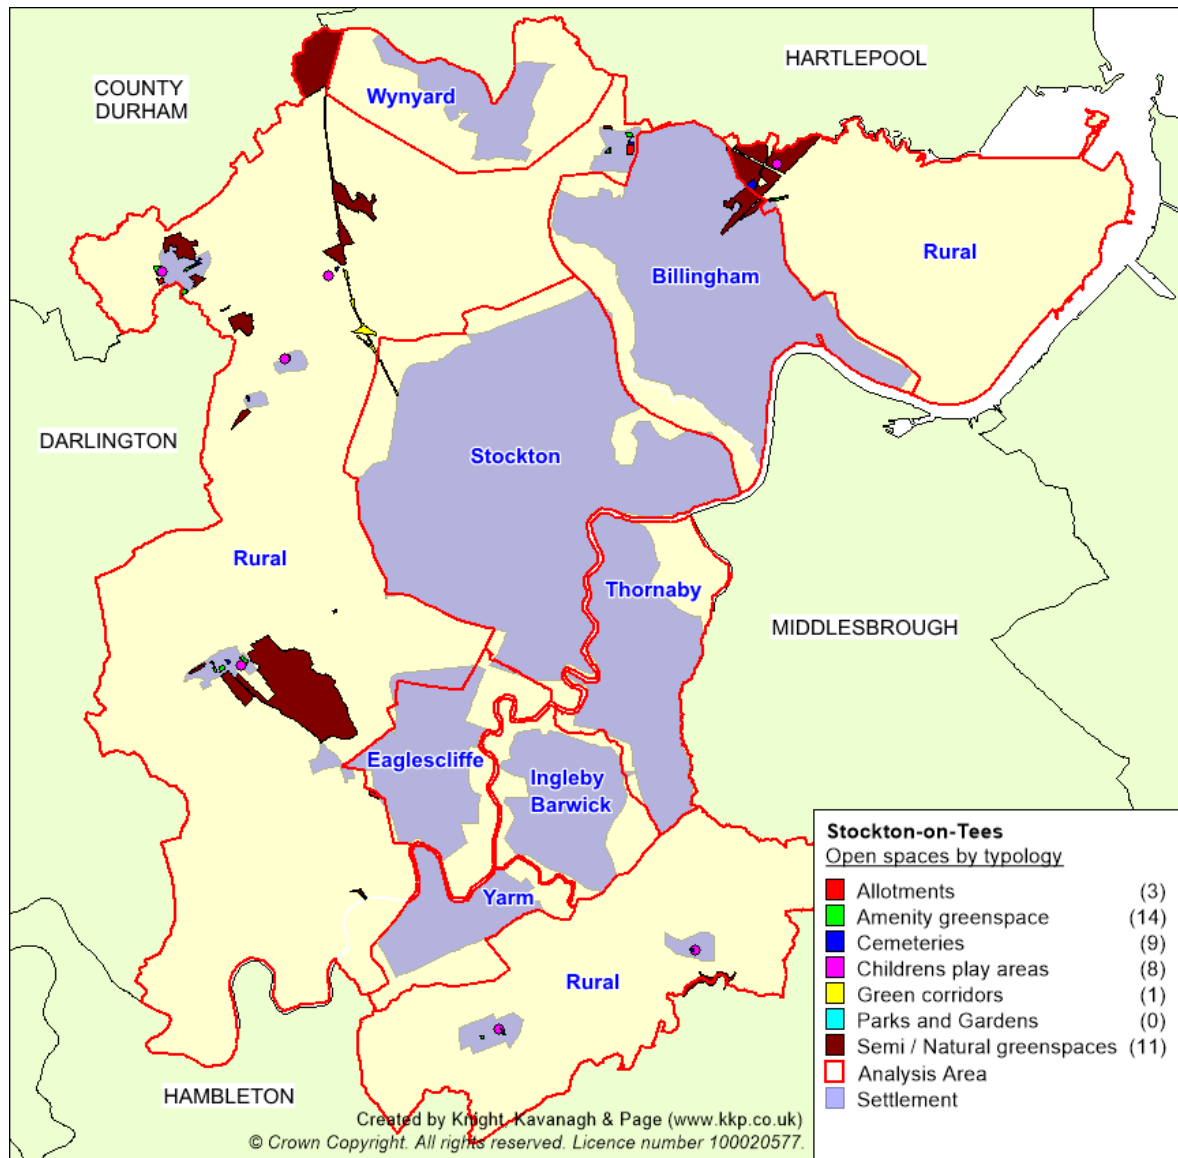 HARTLEPOOL
COUNTY
DURHAM
Wynyard
Rural
Billingham
DARLINGTON
Stockton
Rural
Thornaby
MIDDLESBROUGH
Eaglescliffe
Ingleby
Barwick
Yarm
Rural
HAMBLETON
Stockton-on-Tees
Open spaces by typology
Allotments (3)
Amenity greenspace (14)
Cemeteries (9)
Childrens play areas (8)
Green corridors (1)
Parks and Gardens (0)
Semi / Natural greenspaces (11)
Analysis Area
Settlement
Created by Knight, Kavanagh & Page (www.kkp.co.uk)
© Crown Copyright. All rights reserved. Licence number 100020577.